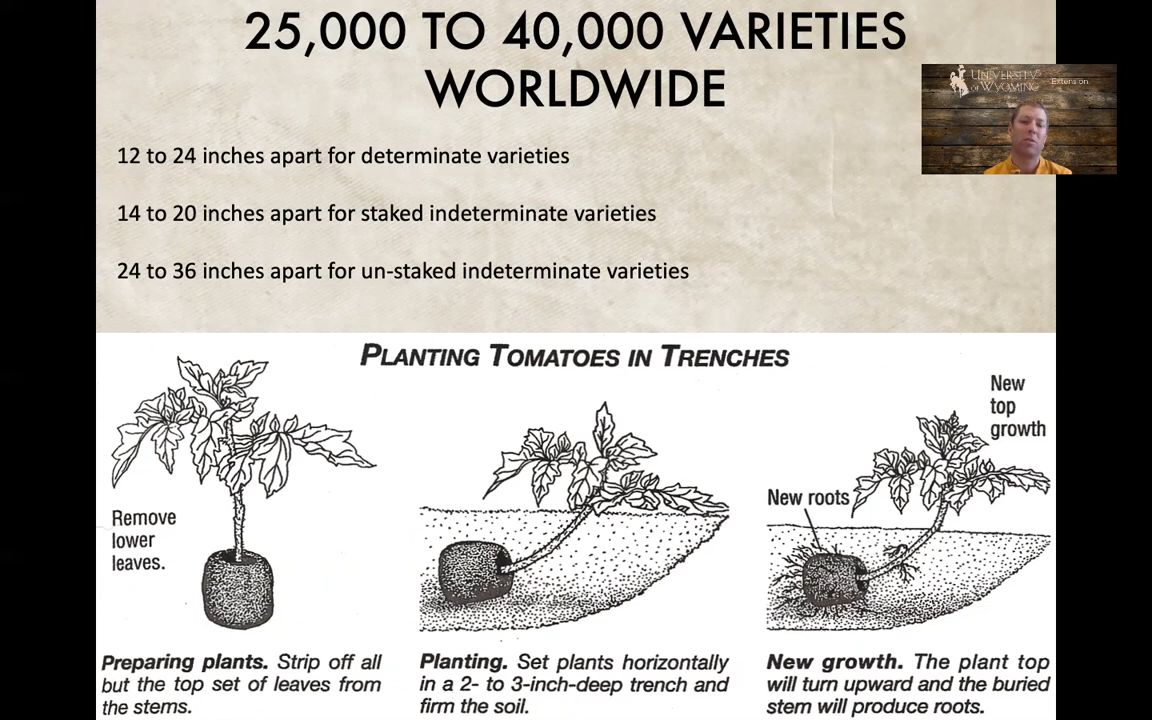 25,000 TO 40,000 VARIETIES
WORLDWIDE
UNIVERSITY
OF WYOMING
Extension
12 to 24 inches apart for determinate varieties
14 to 20 inches apart for staked indeterminate varieties
24 to 36 inches apart for un-staked indeterminate varieties
PLANTING TOMATOES IN TRENCHES
Remove
lower
leaves.
New roots
New
top
growth
Preparing plants. Strip off all
but the top set of leaves from
the stems.
Planting. Set plants horizontally
in a 2- to 3-inch-deep trench and
firm the soil.
New growth. The plant top
will turn upward and the buried
stem will produce roots.